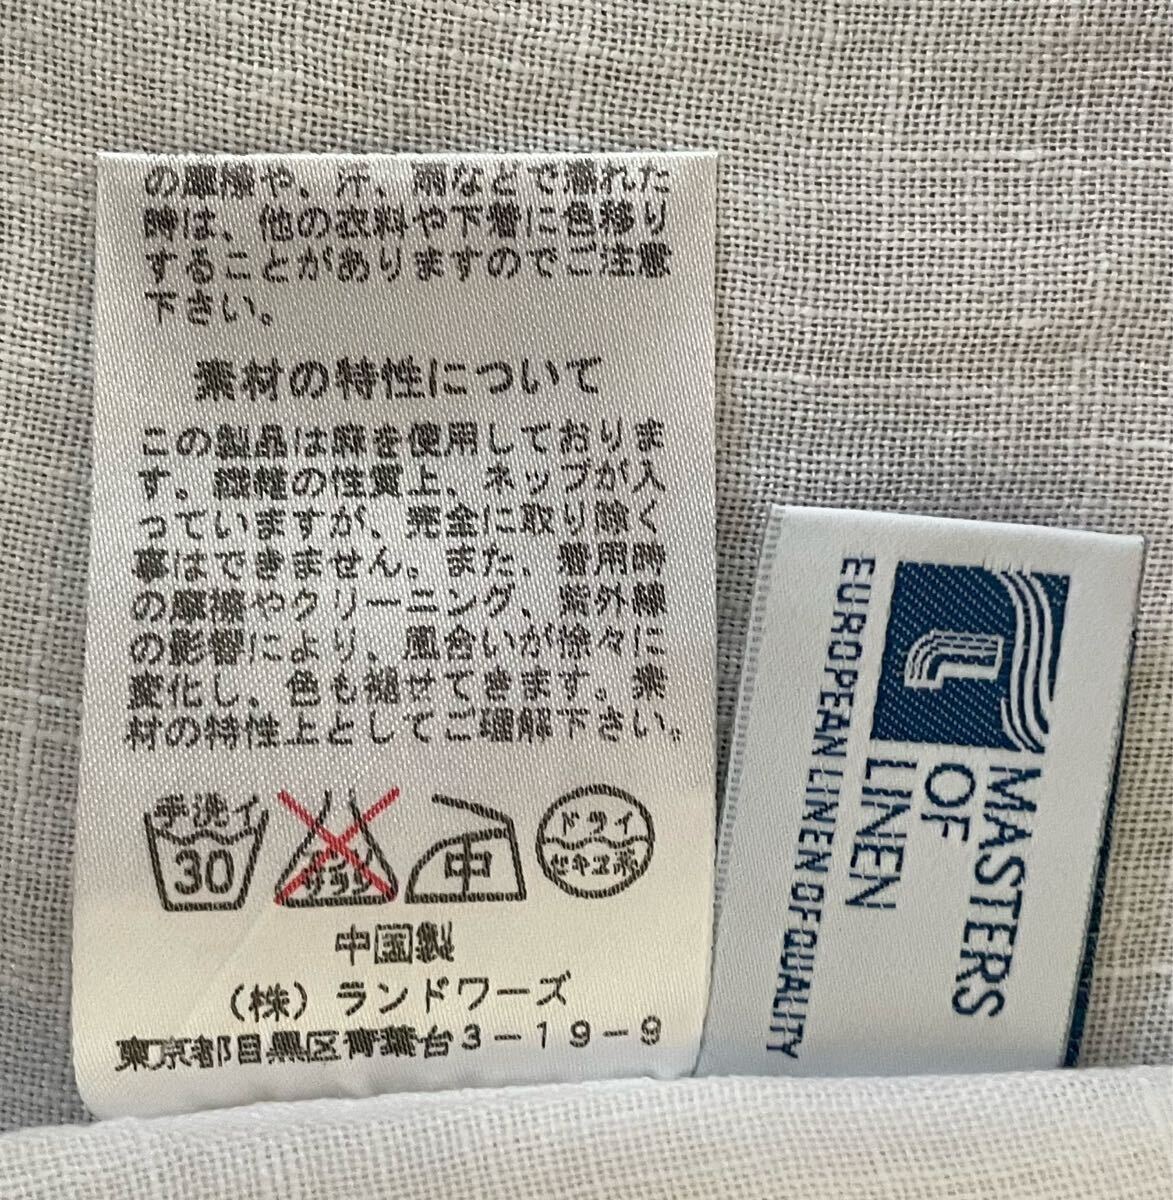 の摩擦や、汗、雨などで濡れた
時は、他の衣料や下着に色移り
することがありますのでご注意
下さい。
素材の特性について
この製品は麻を使用しておりま
す。繊維の性質上、ネップが入
っていますが、完全に取り除く
事はできません。また、着用時
の摩擦やクリーニング、紫外線
の影響により、風合いが徐々に
変化し、色も褪せてきます。素
材の特性上としてご理解下さい。
手洗イ
30
サラシ
中
ドライ
セキユ系
中国製
（株）ランドワーズ
東京都目黒区青葉台3-19-9
MASTERS
OF
LINEN
EUROPEAN LINEN OF QUALITY